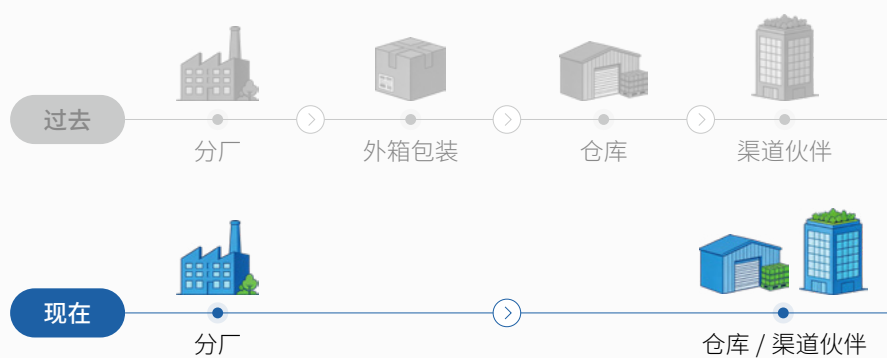 过去
分厂
外箱包装
仓库
渠道伙伴
现在
分厂
仓库 / 渠道伙伴